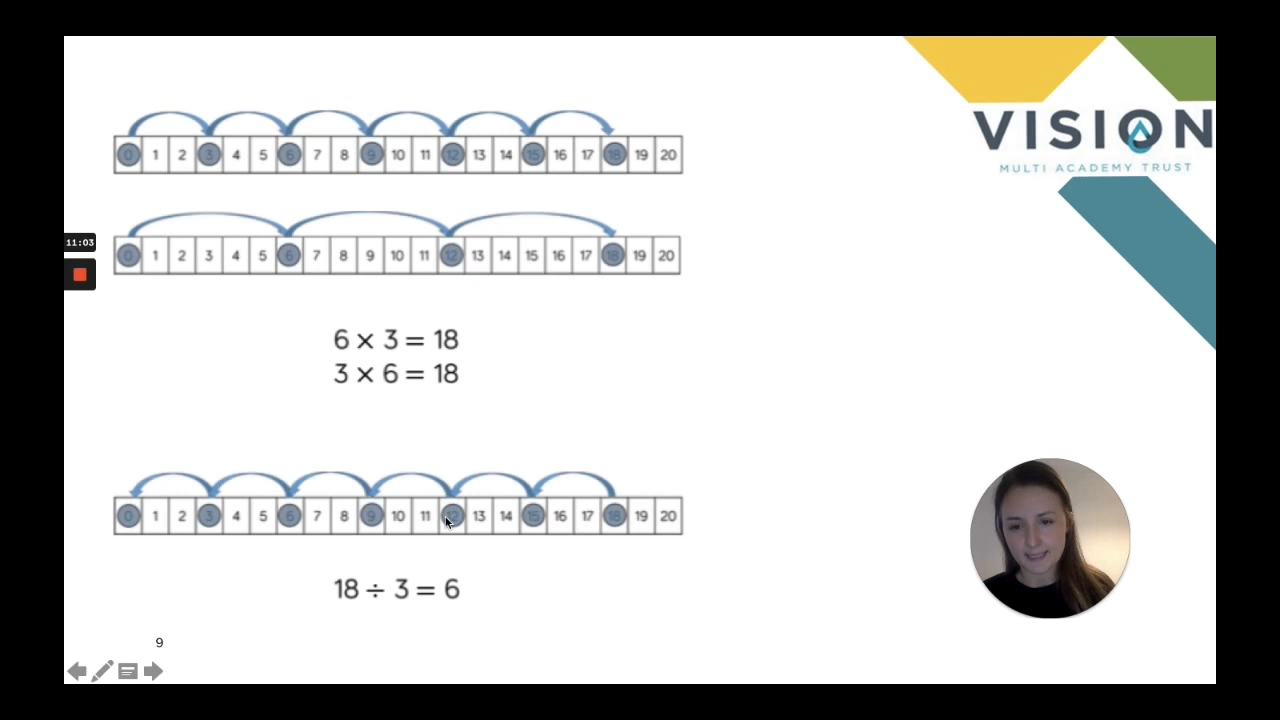 0 1 2 3 4 5 6 7 8 9 10 11 12 13 14 15 16 17 18 19 20
VISION
MULTI ACADEMY TRUST
11:03
0 1 2 3 4 5 6 7 8 9 10 11 12 13 14 15 16 17 18 19 20
6 × 3 = 18
3 × 6 = 18
0 1 2 3 4 5 6 7 8 9 10 11 12 13 14 15 16 17 18 19 20
18 ÷ 3 = 6
9